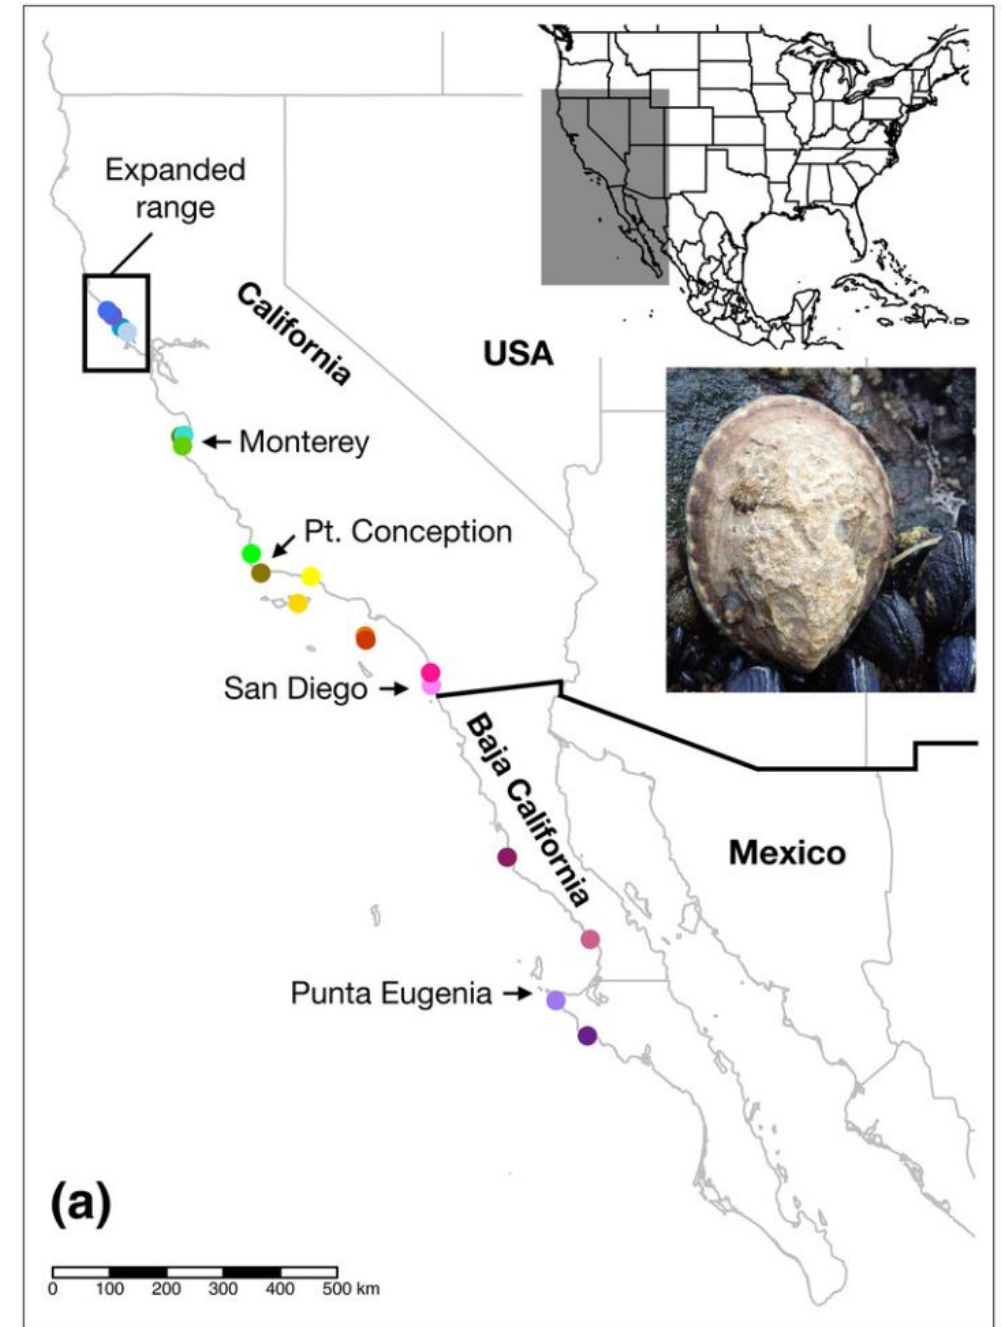 Expanded
range
California
USA
Monterey
Pt. Conception
San Diego
Baja California
Mexico
Punta Eugenia
(a)
0 100 200 300 400 500 km